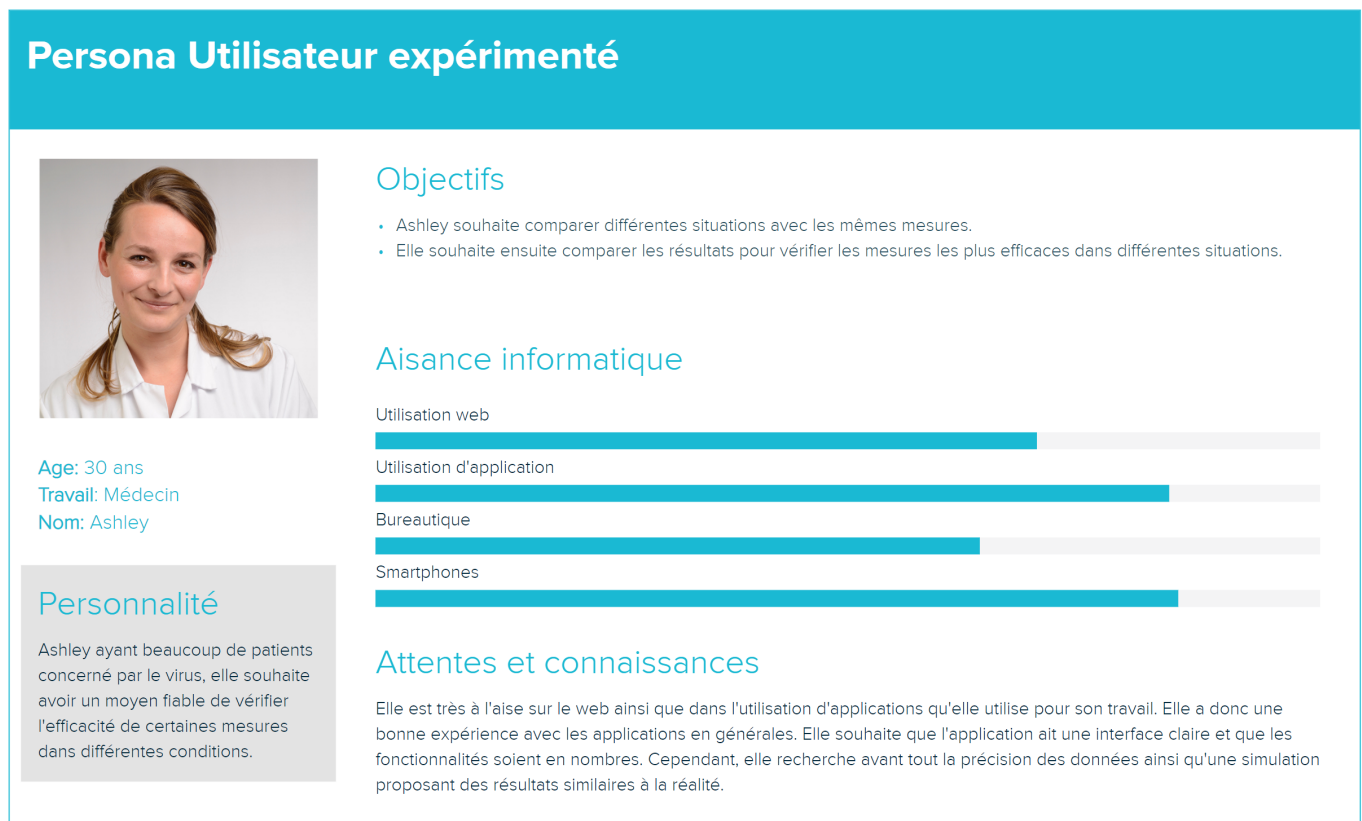 Persona Utilisateur expérimenté
Age: 30 ans
Travail: Médecin
Nom: Ashley
Personnalité
Ashley ayant beaucoup de patients
concerné par le virus, elle souhaite
avoir un moyen fiable de vérifier
l'efficacité de certaines mesures
dans différentes conditions.
Objectifs
• Ashley souhaite comparer différentes situations avec les mêmes mesures.
• Elle souhaite ensuite comparer les résultats pour vérifier les mesures les plus efficaces dans différentes situations.
Aisance informatique
Utilisation web
Utilisation d'application
Bureautique
Smartphones
Attentes et connaissances
Elle est très à l'aise sur le web ainsi que dans l'utilisation d'applications qu'elle utilise pour son travail. Elle a donc une
bonne expérience avec les applications en générales. Elle souhaite que l'application ait une interface claire et que les
fonctionnalités soient en nombres. Cependant, elle recherche avant tout la précision des données ainsi qu'une simulation
proposant des résultats similaires à la réalité.